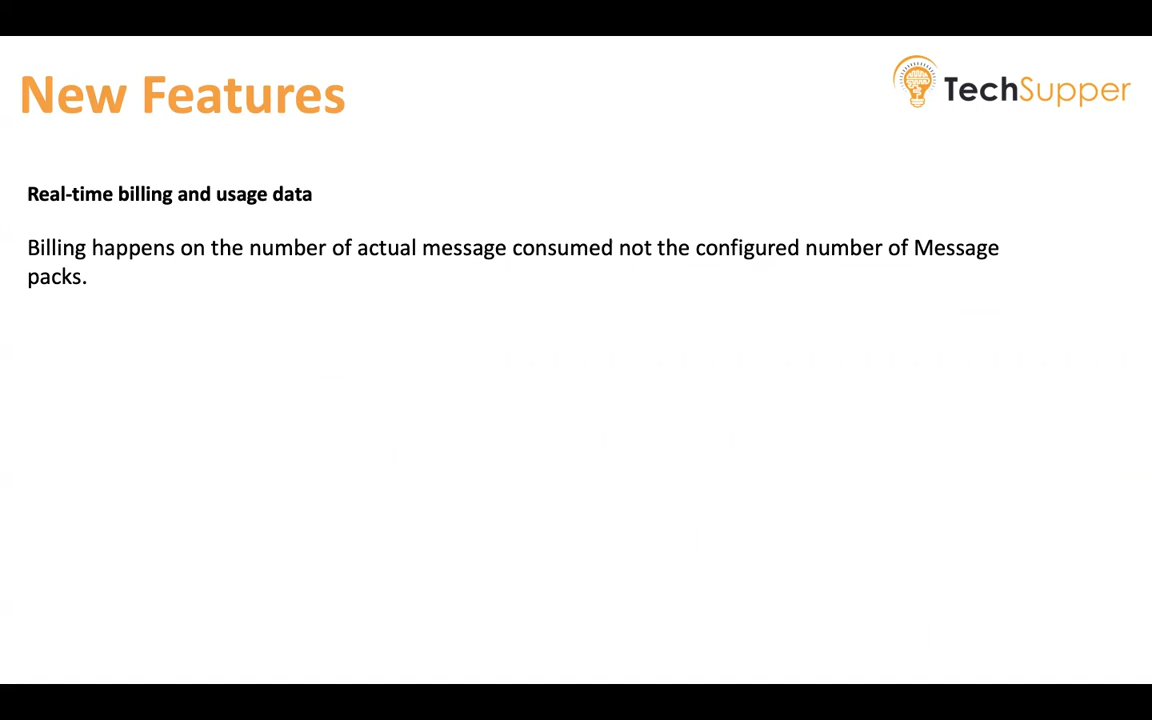 New Features
TechSupper
Real-time billing and usage data
Billing happens on the number of actual message consumed not the configured number of Message
packs.